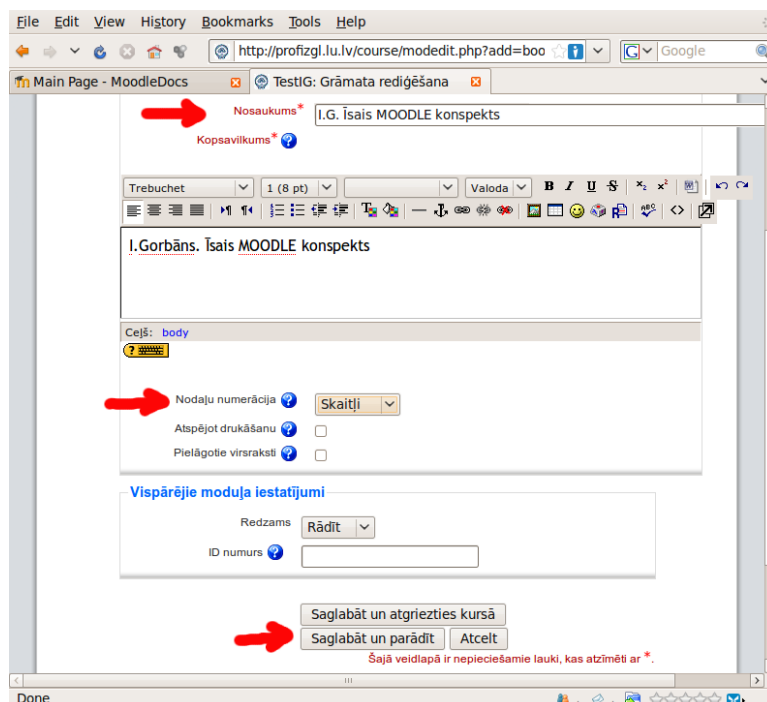 File Edit View History Bookmarks Tools Help
http://profizgl.lu.lv/course/modedit.php?add=boo Google
Main Page - MoodleDocs TestIG: Grāmata rediģēšana
Nosaukums* I.G. Īsais MOODLE konspekts
Kopsavilkums*
Trebuchet 1 (8 pt) Valoda B I U S x₂ x²
I.Gorbāns. Īsais MOODLE konspekts
Ceļš: body
Nodaļu numerācija Skaitļi
Atspējot drukāšanu
Pielāgotie virsraksti
Vispārējie moduļa iestatījumi
Redzams Rādīt
ID numurs
Saglabāt un atgriezties kursā
Saglabāt un parādīt Atcelt
Šajā veidlapā ir nepieciešamie lauki, kas atzīmēti ar *.
Done